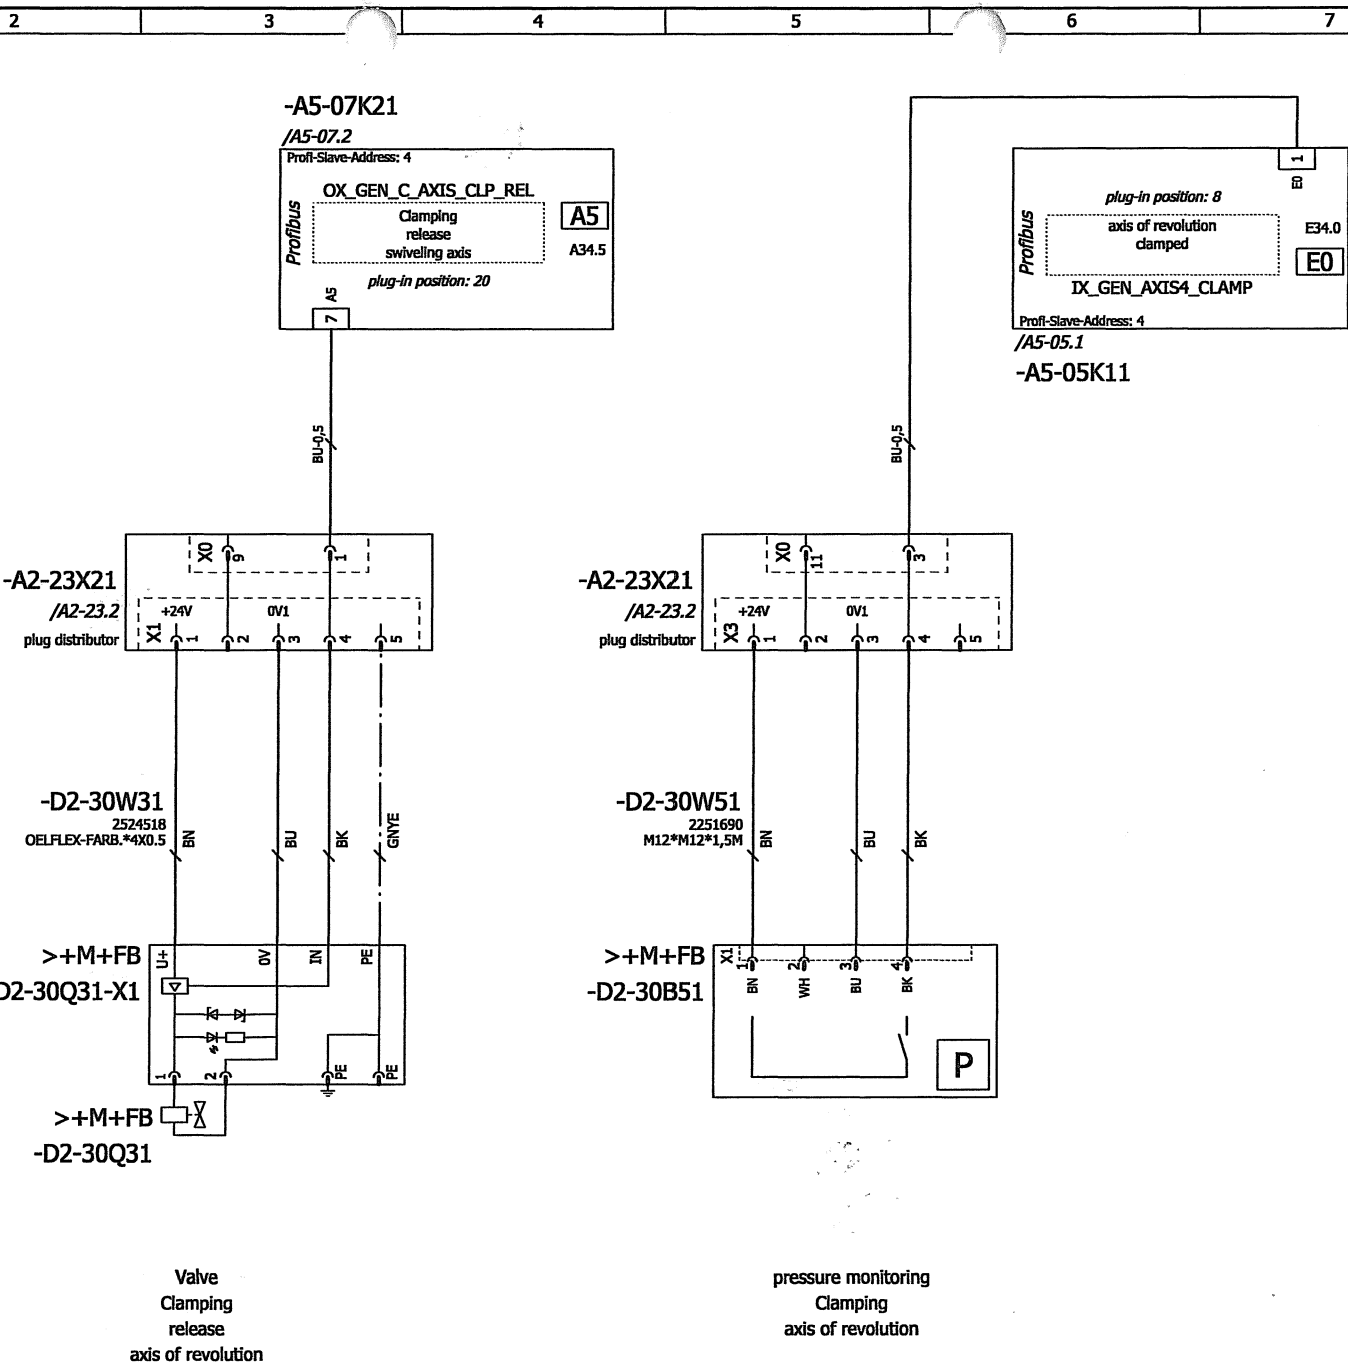 2 3 4 5 6 7
-A5-07K21
/A5-07.2
Profi-Slave-Address: 4
OX_GEN_C_AXIS_CLP_REL
Profibus
Clamping
release
swiveling axis
A5
A34.5
plug-in position: 20
A5
7
1
E0
plug-in position: 8
Profibus
axis of revolution
clamped
E34.0
E0
IX_GEN_AXIS4_CLAMP
Profi-Slave-Address: 4
/A5-05.1
-A5-05K11
BU-0,5
BU-0,5
X0 9 1
-A2-23X21
/A2-23.2
plug distributor
+24V 0V1
X1 1 2 3 4 5
X0 11 3
-A2-23X21
/A2-23.2
plug distributor
+24V 0V1
X3 1 2 3 4 5
-D2-30W31
2524518
OELFLEX-FARB.*4X0.5
BN BU BK GNYE
-D2-30W51
2251690
M12*M12*1,5M
BN BU BK
>+M+FB
D2-30Q31-X1
U+ 0V IN PE
1 2 PE PE
>+M+FB
-D2-30Q31
>+M+FB
-D2-30B51
X1 1 2 3 4
BN WH BU BK
P
Valve
Clamping
release
axis of revolution
pressure monitoring
Clamping
axis of revolution